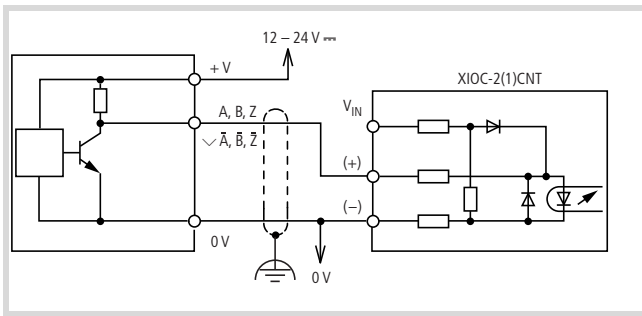 12 – 24 V ⎓
+ V
XIOC-2(1)CNT
A, B, Z
V_IN
⌵ Ā, B̄, Z̄
(+)
(–)
0 V
0 V